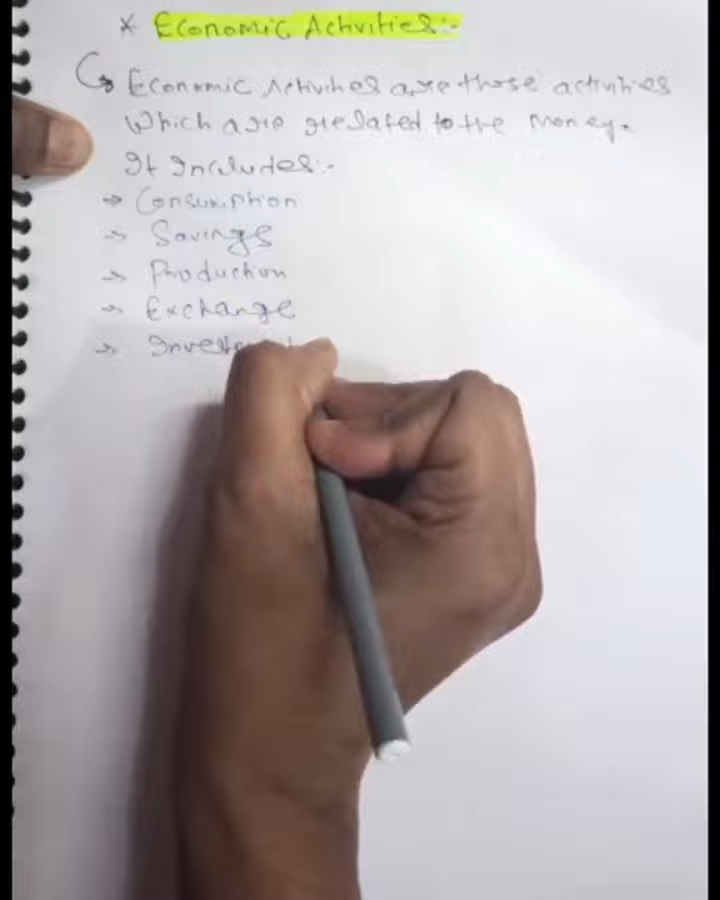 * Economic Activities:-
↳ Economic Activities are those activities
which are related to the money.
It Includes:-
→ Consumption
→ Savings
→ Production
→ Exchange
→